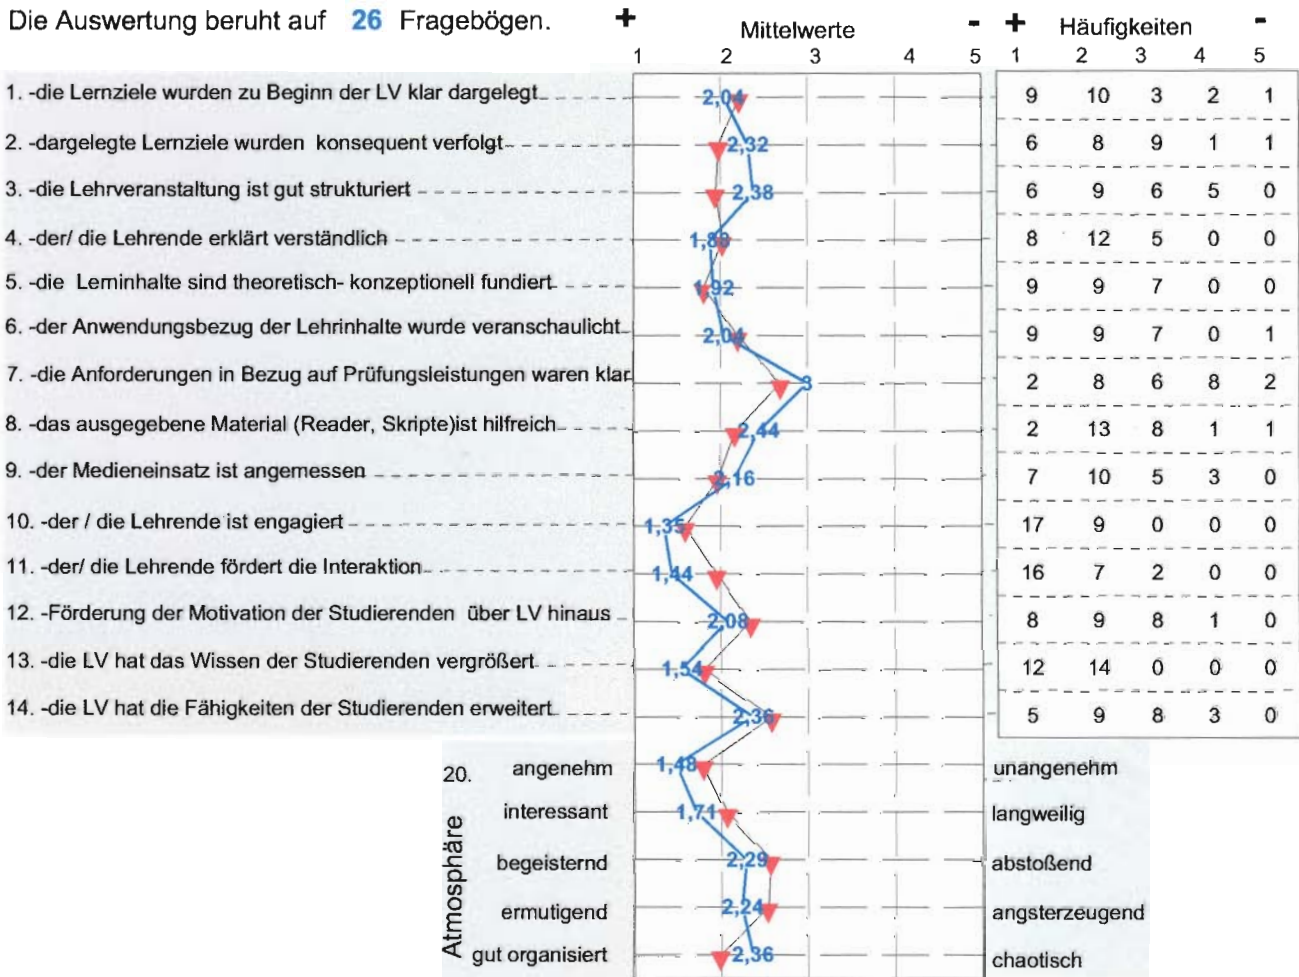 Die Auswertung beruht auf 26 Fragebögen. + Mittelwerte - + Häufigkeiten -
1 2 3 4 5 1 2 3 4 5
1. -die Lernziele wurden zu Beginn der LV klar dargelegt 2,04 9 10 3 2 1
2. -dargelegte Lernziele wurden konsequent verfolgt 2,32 6 8 9 1 1
3. -die Lehrveranstaltung ist gut strukturiert 2,38 6 9 6 5 0
4. -der/ die Lehrende erklärt verständlich 8 12 5 0 0
5. -die Lerninhalte sind theoretisch- konzeptionell fundiert 1,92 9 9 7 0 0
6. -der Anwendungsbezug der Lehrinhalte wurde veranschaulicht 2,04 9 9 7 0 1
7. -die Anforderungen in Bezug auf Prüfungsleistungen waren klar 3 2 8 6 8 2
8. -das ausgegebene Material (Reader, Skripte)ist hilfreich 2,44 2 13 8 1 1
9. -der Medieneinsatz ist angemessen 2,16 7 10 5 3 0
10. -der / die Lehrende ist engagiert 1,35 17 9 0 0 0
11. -der/ die Lehrende fördert die Interaktion 1,44 16 7 2 0 0
12. -Förderung der Motivation der Studierenden über LV hinaus 2,08 8 9 8 1 0
13. -die LV hat das Wissen der Studierenden vergrößert 1,54 12 14 0 0 0
14. -die LV hat die Fähigkeiten der Studierenden erweitert 2,36 5 9 8 3 0
20. angenehm 1,48 unangenehm
interessant 1,71 langweilig
Atmosphäre
begeisternd 2,29 abstoßend
ermutigend 2,24 angsterzeugend
gut organisiert 2,36 chaotisch